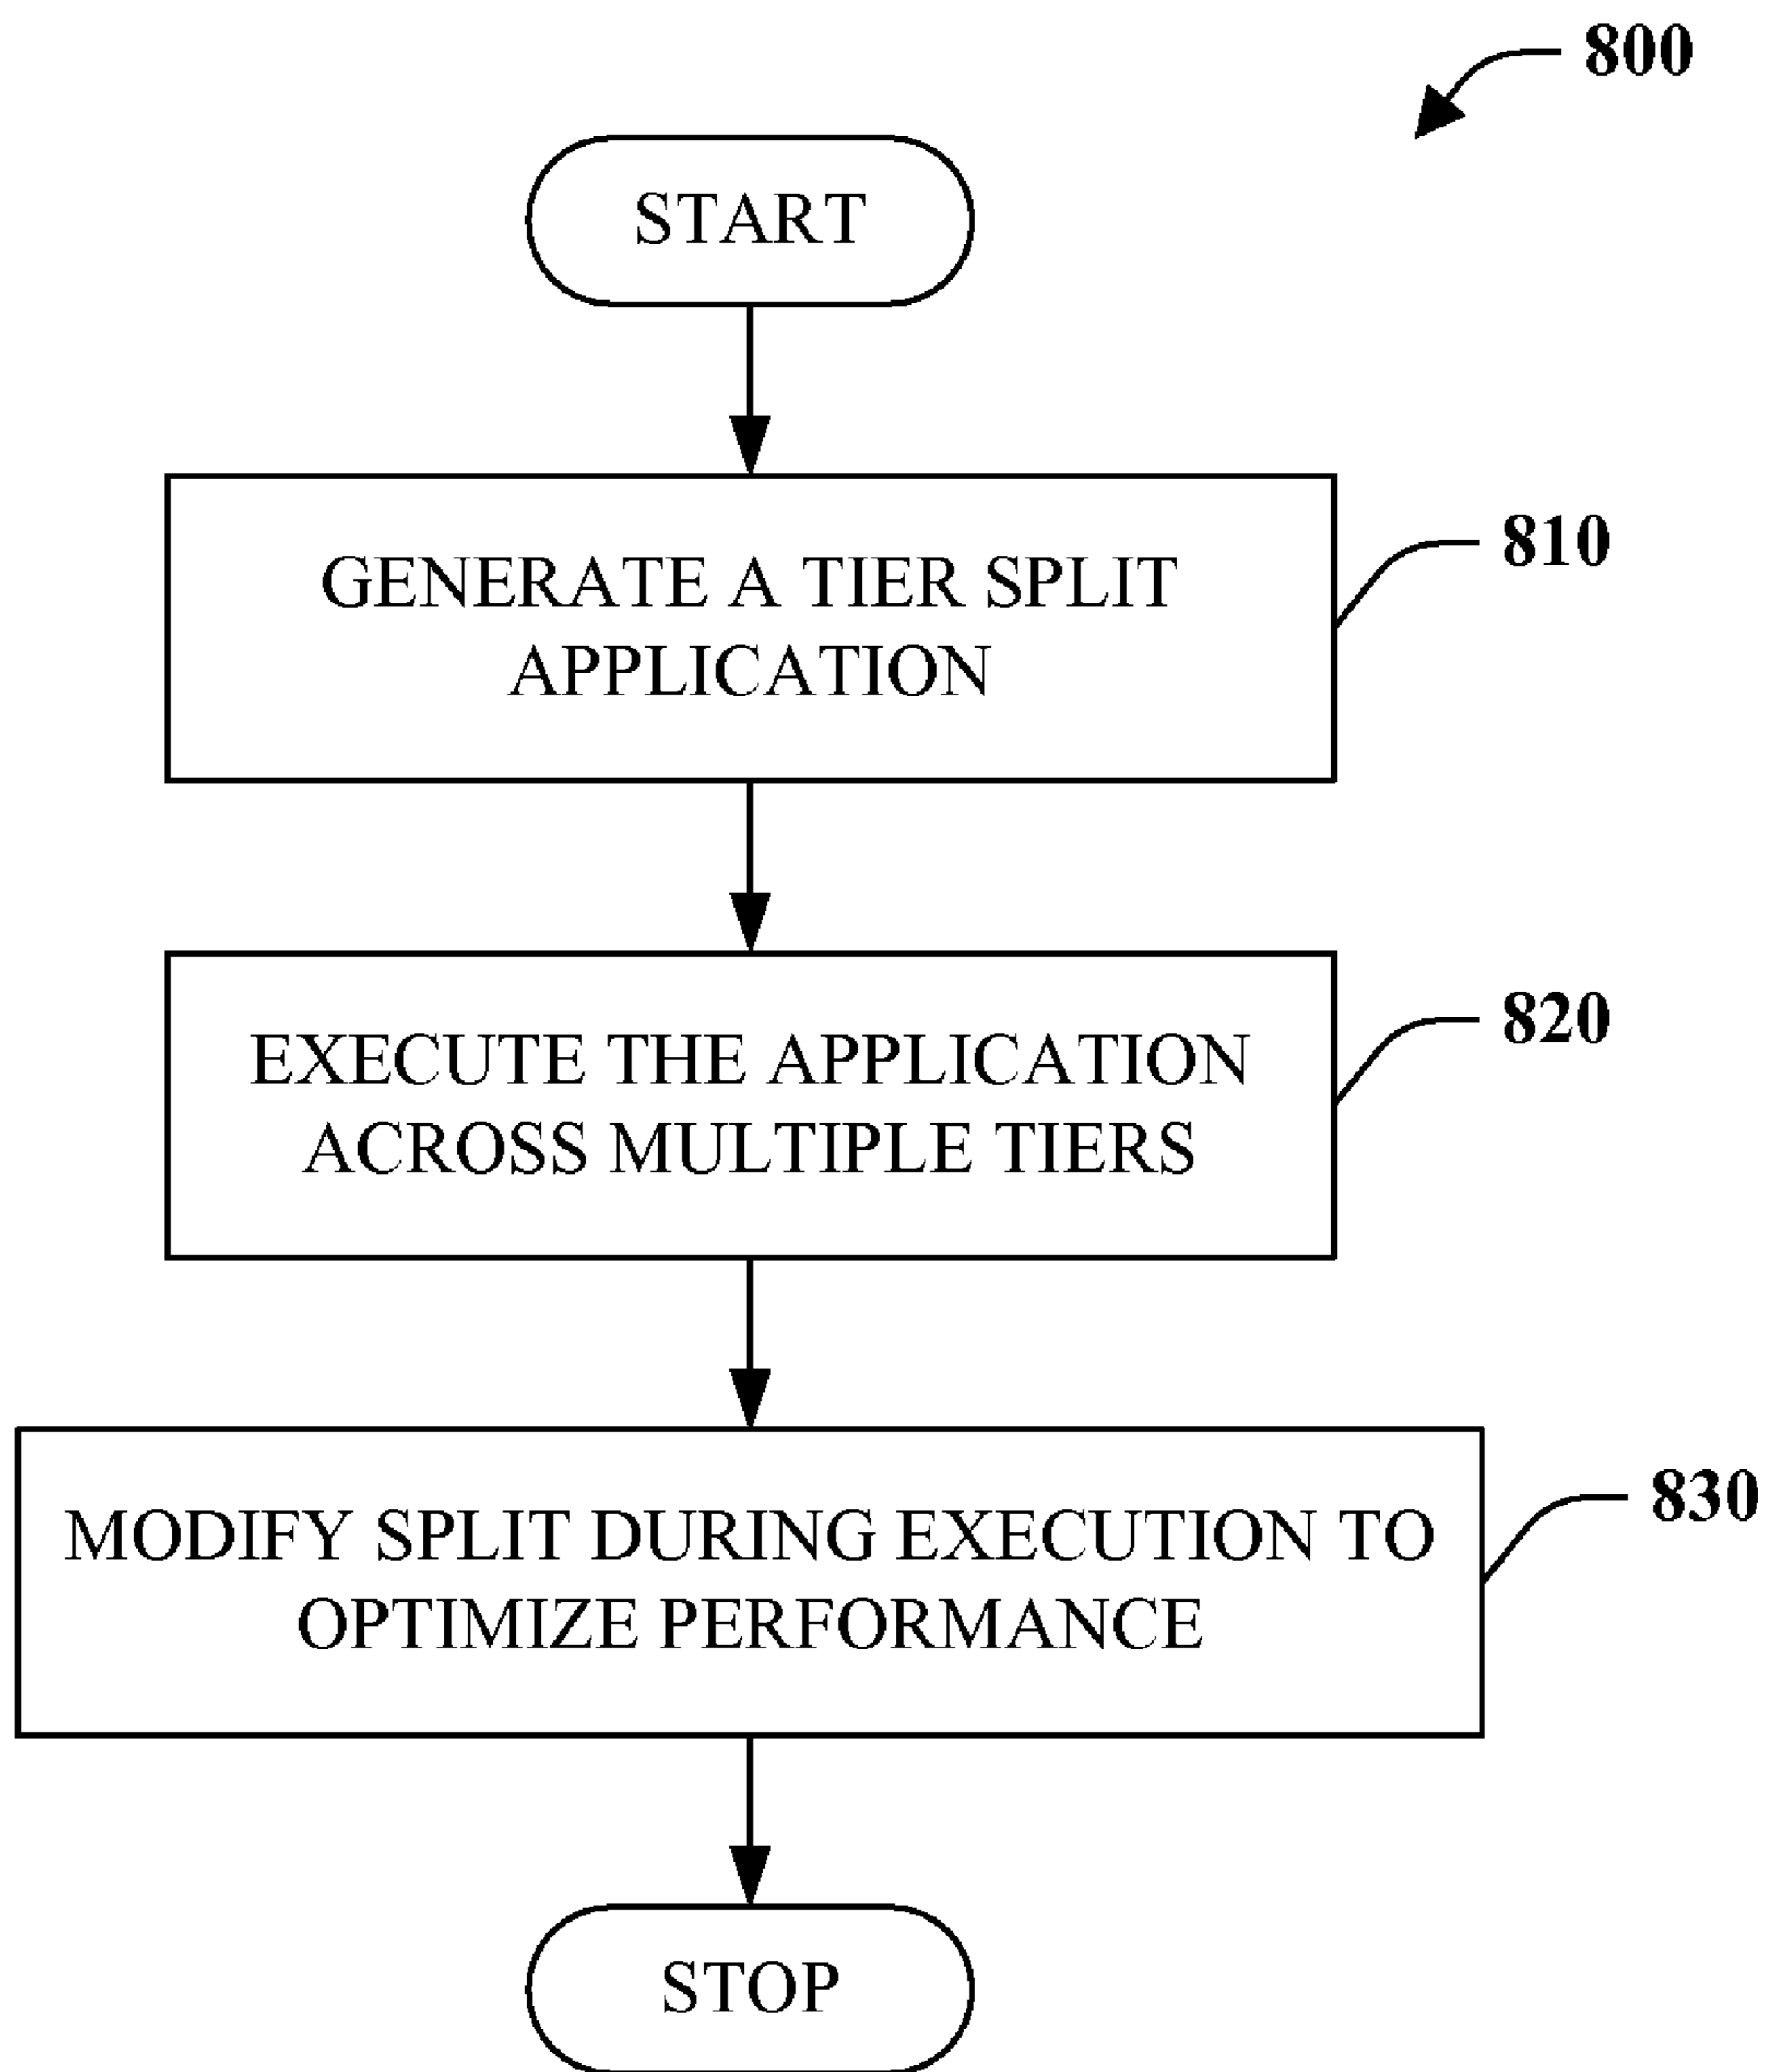 800
START
GENERATE A TIER SPLIT
APPLICATION
810
EXECUTE THE APPLICATION
ACROSS MULTIPLE TIERS
820
MODIFY SPLIT DURING EXECUTION TO
OPTIMIZE PERFORMANCE
830
STOP